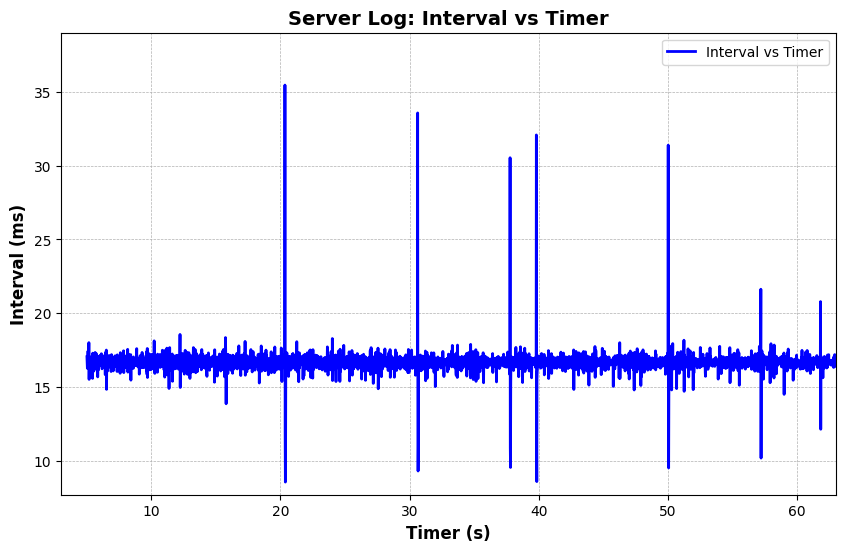 Server Log: Interval vs Timer
Interval vs Timer
35
30
25
20
15
10
Interval (ms)
10 20 30 40 50 60
Timer (s)